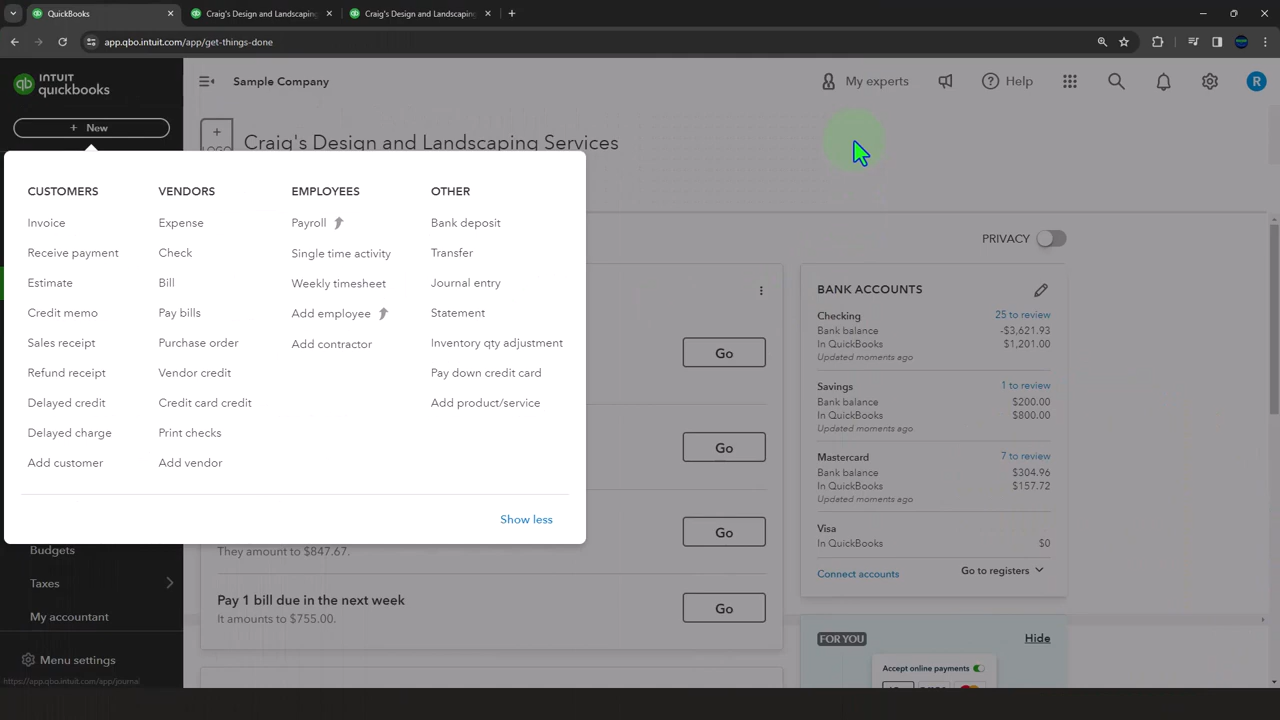 QuickBooks
Craig's Design and Landscaping
Craig's Design and Landscaping
app.qbo.intuit.com/app/get-things-done
INTUIT
quickbooks
Sample Company
My experts
Help
R
+ New
+
LOGO
Craig's Design and Landscaping Services
CUSTOMERS
Invoice
Receive payment
Estimate
Credit memo
Sales receipt
Refund receipt
Delayed credit
Delayed charge
Add customer
VENDORS
Expense
Check
Bill
Pay bills
Purchase order
Vendor credit
Credit card credit
Print checks
Add vendor
EMPLOYEES
Payroll
Single time activity
Weekly timesheet
Add employee
Add contractor
OTHER
Bank deposit
Transfer
Journal entry
Statement
Inventory qty adjustment
Pay down credit card
Add product/service
Show less
PRIVACY
Go
Go
Go
They amount to $847.67.
Pay 1 bill due in the next week
It amounts to $755.00.
Go
BANK ACCOUNTS
Checking 25 to review
Bank balance -$3,621.93
In QuickBooks $1,201.00
Updated moments ago
Savings 1 to review
Bank balance $200.00
In QuickBooks $800.00
Updated moments ago
Mastercard 7 to review
Bank balance $304.96
In QuickBooks $157.72
Updated moments ago
Visa
In QuickBooks $0
Connect accounts Go to registers
FOR YOU Hide
Accept online payments
Budgets
Taxes
My accountant
Menu settings
https://app.qbo.intuit.com/app/journal